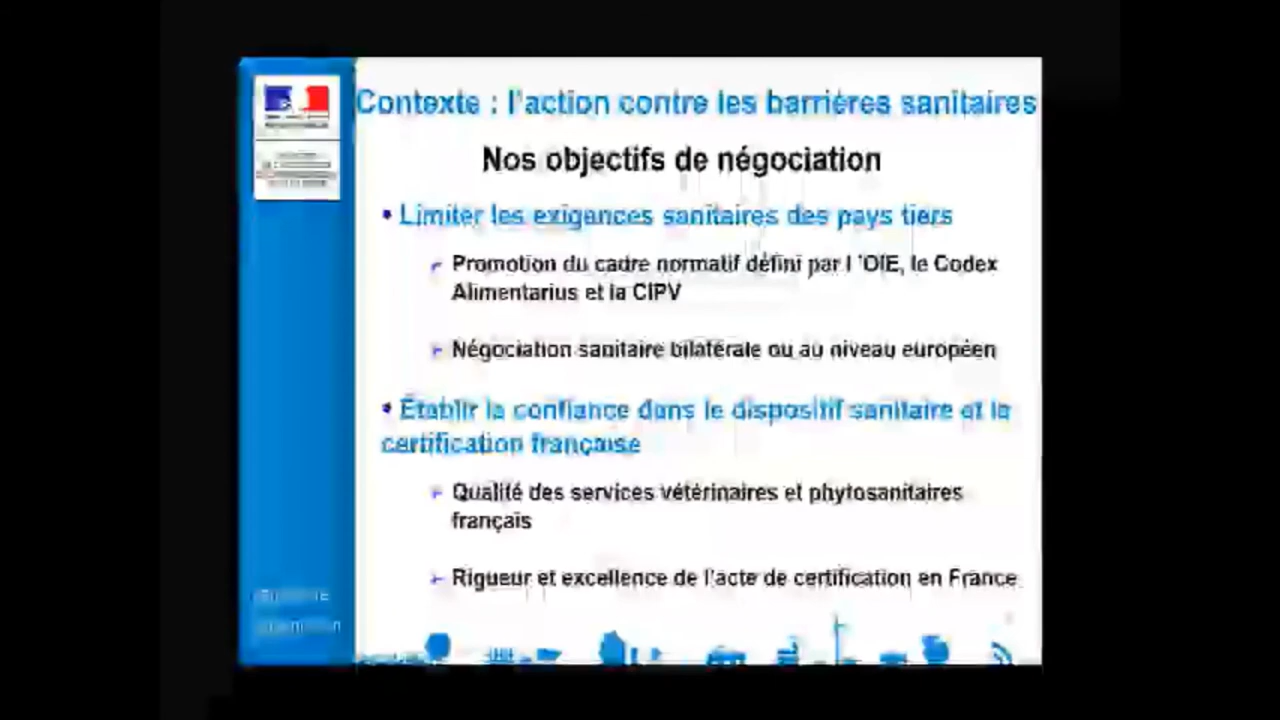 Contexte : l'action contre les barrières sanitaires
Nos objectifs de négociation
• Limiter les exigences sanitaires des pays tiers
Promotion du cadre normatif défini par l 'OIE, le Codex
Alimentarius et la CIPV
Négociation sanitaire bilatérale ou au niveau européen
• Établir la confiance dans le dispositif sanitaire et la
certification française
Qualité des services vétérinaires et phytosanitaires
français
Rigueur et excellence de l'acte de certification en France